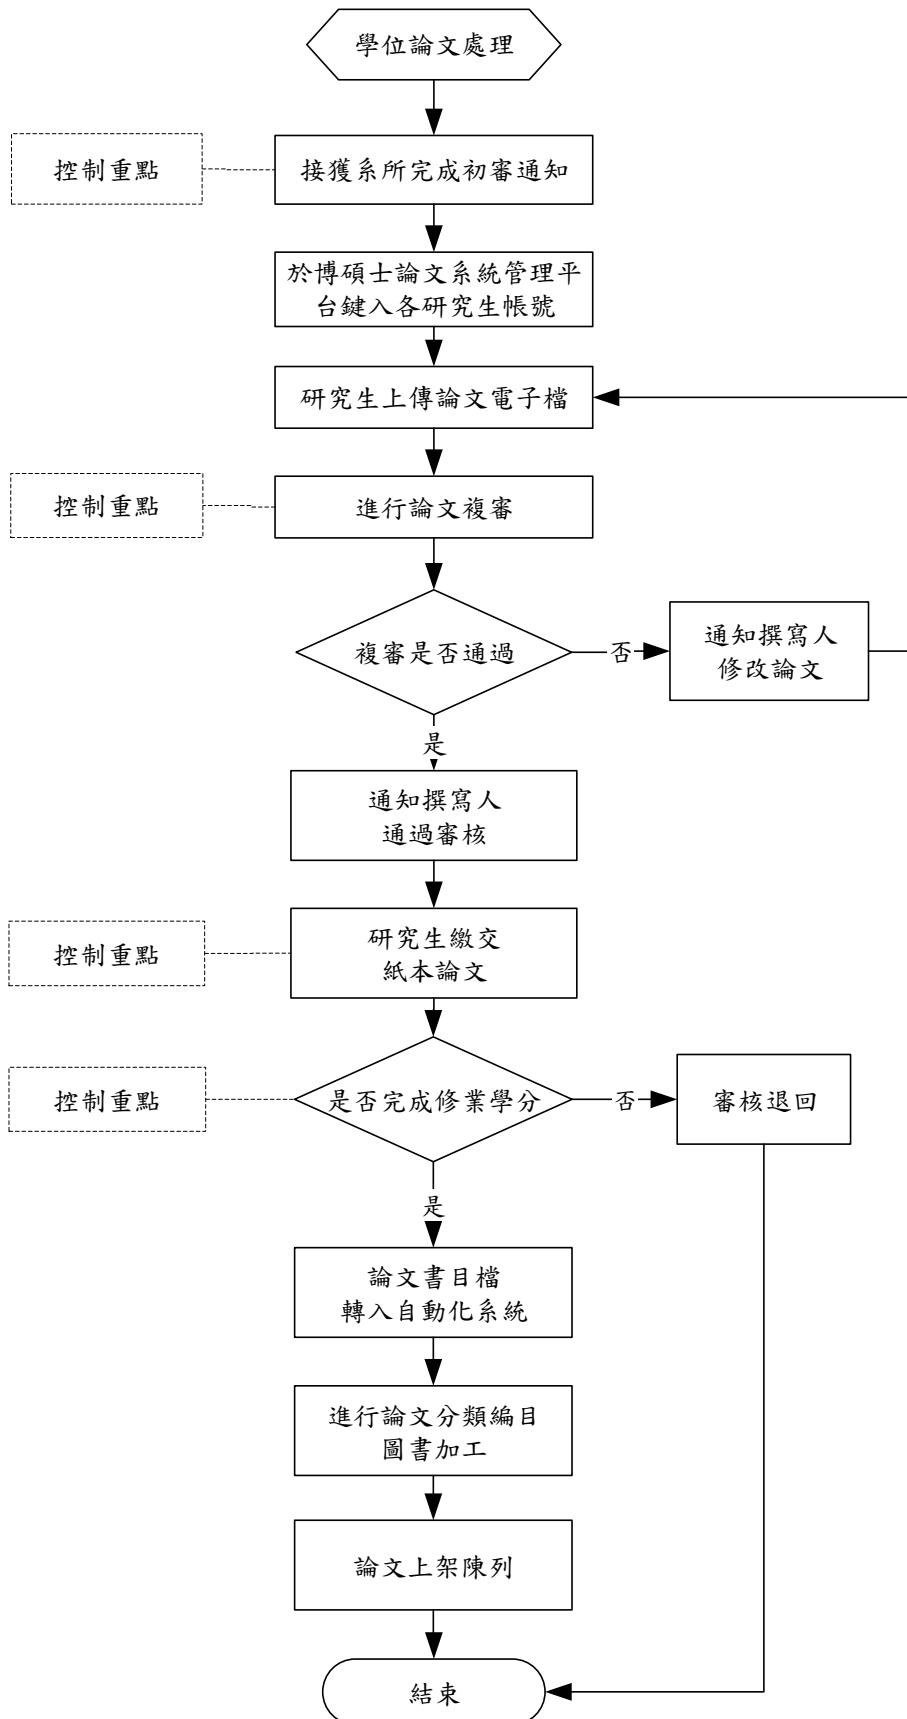 學位論文處理
控制重點
接獲系所完成初審通知
於博碩士論文系統管理平
台鍵入各研究生帳號
研究生上傳論文電子檔
控制重點
進行論文複審
複審是否通過
否
通知撰寫人
修改論文
是
通知撰寫人
通過審核
控制重點
研究生繳交
紙本論文
控制重點
是否完成修業學分
否
審核退回
是
論文書目檔
轉入自動化系統
進行論文分類編目
圖書加工
論文上架陳列
結束